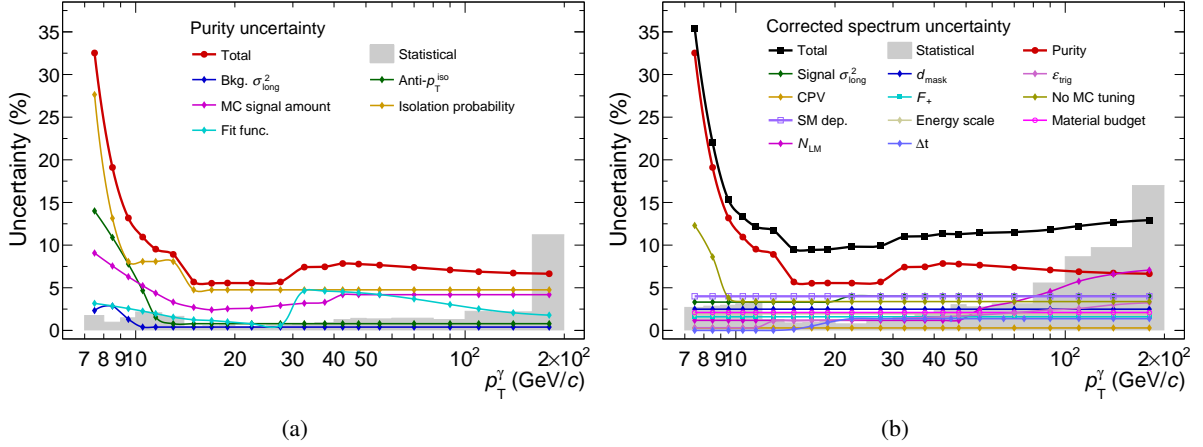 Purity uncertainty
Total
Statistical
Bkg. σ²long
Anti-pTiso
MC signal amount
Isolation probability
Fit func.
Uncertainty (%)
35
30
25
20
15
10
5
0
7 8 910 20 30 40 50 10² 2×10²
pTγ (GeV/c)
(a)
Corrected spectrum uncertainty
Total
Statistical
Purity
Signal σ²long
dmask
εtrig
CPV
F+
No MC tuning
SM dep.
Energy scale
Material budget
NLM
Δt
Uncertainty (%)
35
30
25
20
15
10
5
0
7 8 910 20 30 40 50 10² 2×10²
pTγ (GeV/c)
(b)